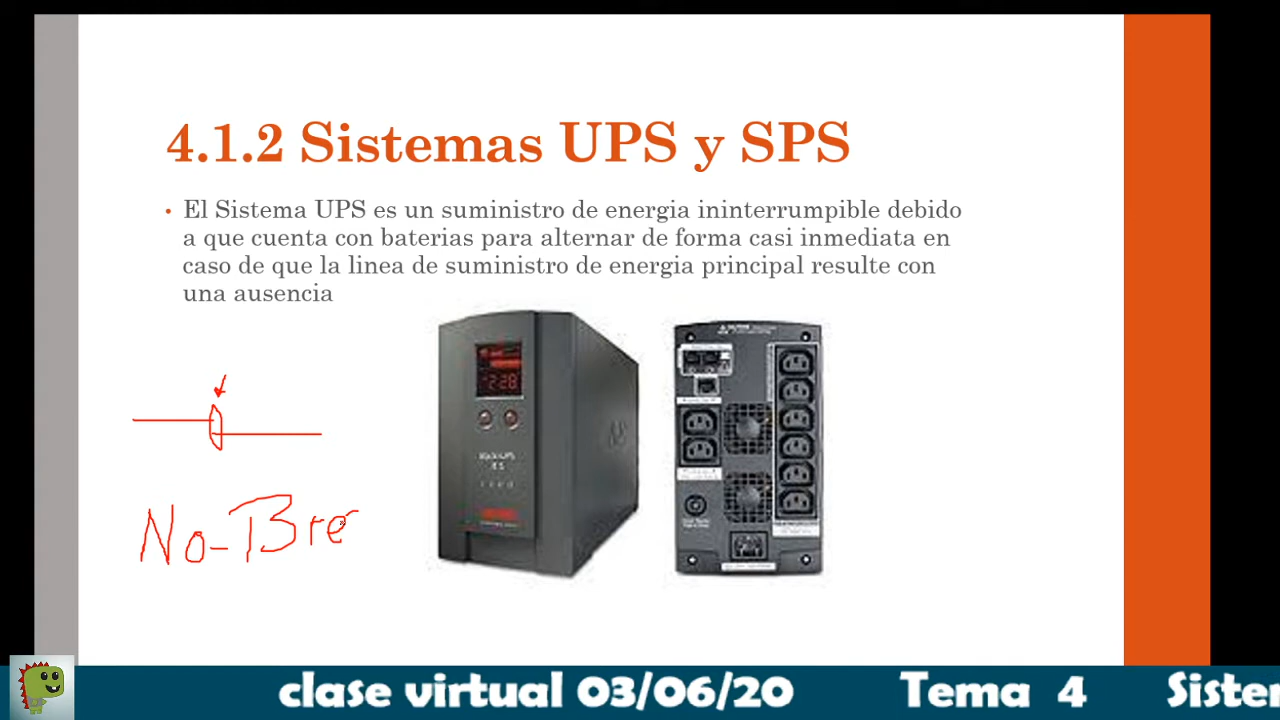 4.1.2 Sistemas UPS y SPS
• El Sistema UPS es un suministro de energia ininterrumpible debido
a que cuenta con baterias para alternar de forma casi inmediata en
caso de que la linea de suministro de energia principal resulte con
una ausencia
No-Bre
clase virtual 03/06/20 Tema 4 Sister